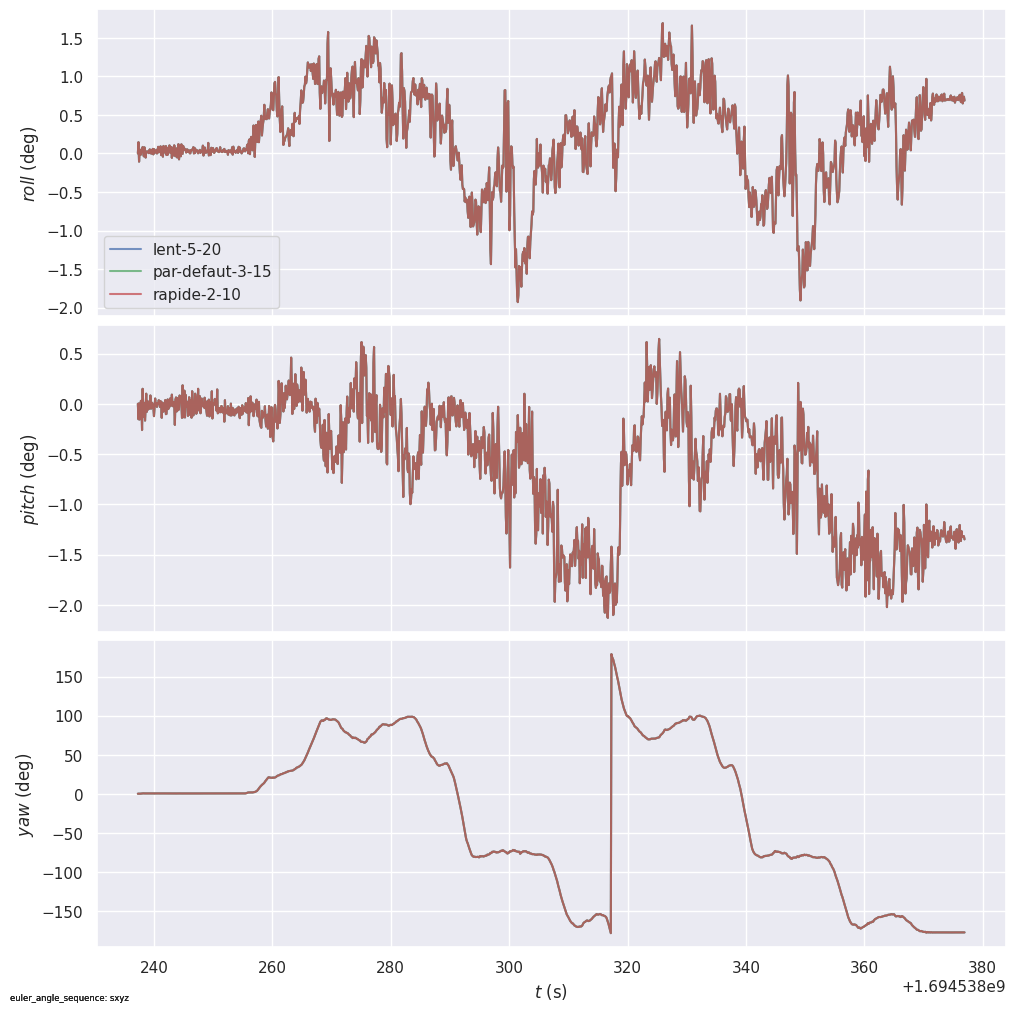 1.5
1.0
0.5
0.0
−0.5
−1.0
−1.5
−2.0
roll (deg)
lent-5-20
par-defaut-3-15
rapide-2-10
0.5
0.0
−0.5
−1.0
−1.5
−2.0
pitch (deg)
150
100
50
0
−50
−100
−150
yaw (deg)
240 260 280 300 320 340 360 380
t (s)
+1.694538e9
euler_angle_sequence: sxyz